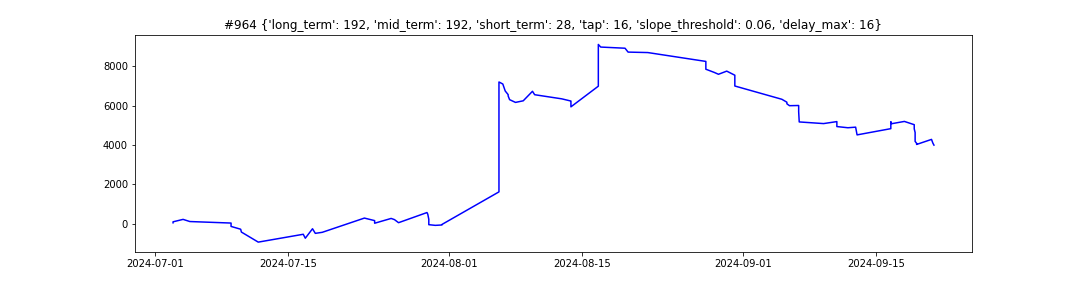 #964 {'long_term': 192, 'mid_term': 192, 'short_term': 28, 'tap': 16, 'slope_threshold': 0.06, 'delay_max': 16}
8000
6000
4000
2000
0
2024-07-01 2024-07-15 2024-08-01 2024-08-15 2024-09-01 2024-09-15